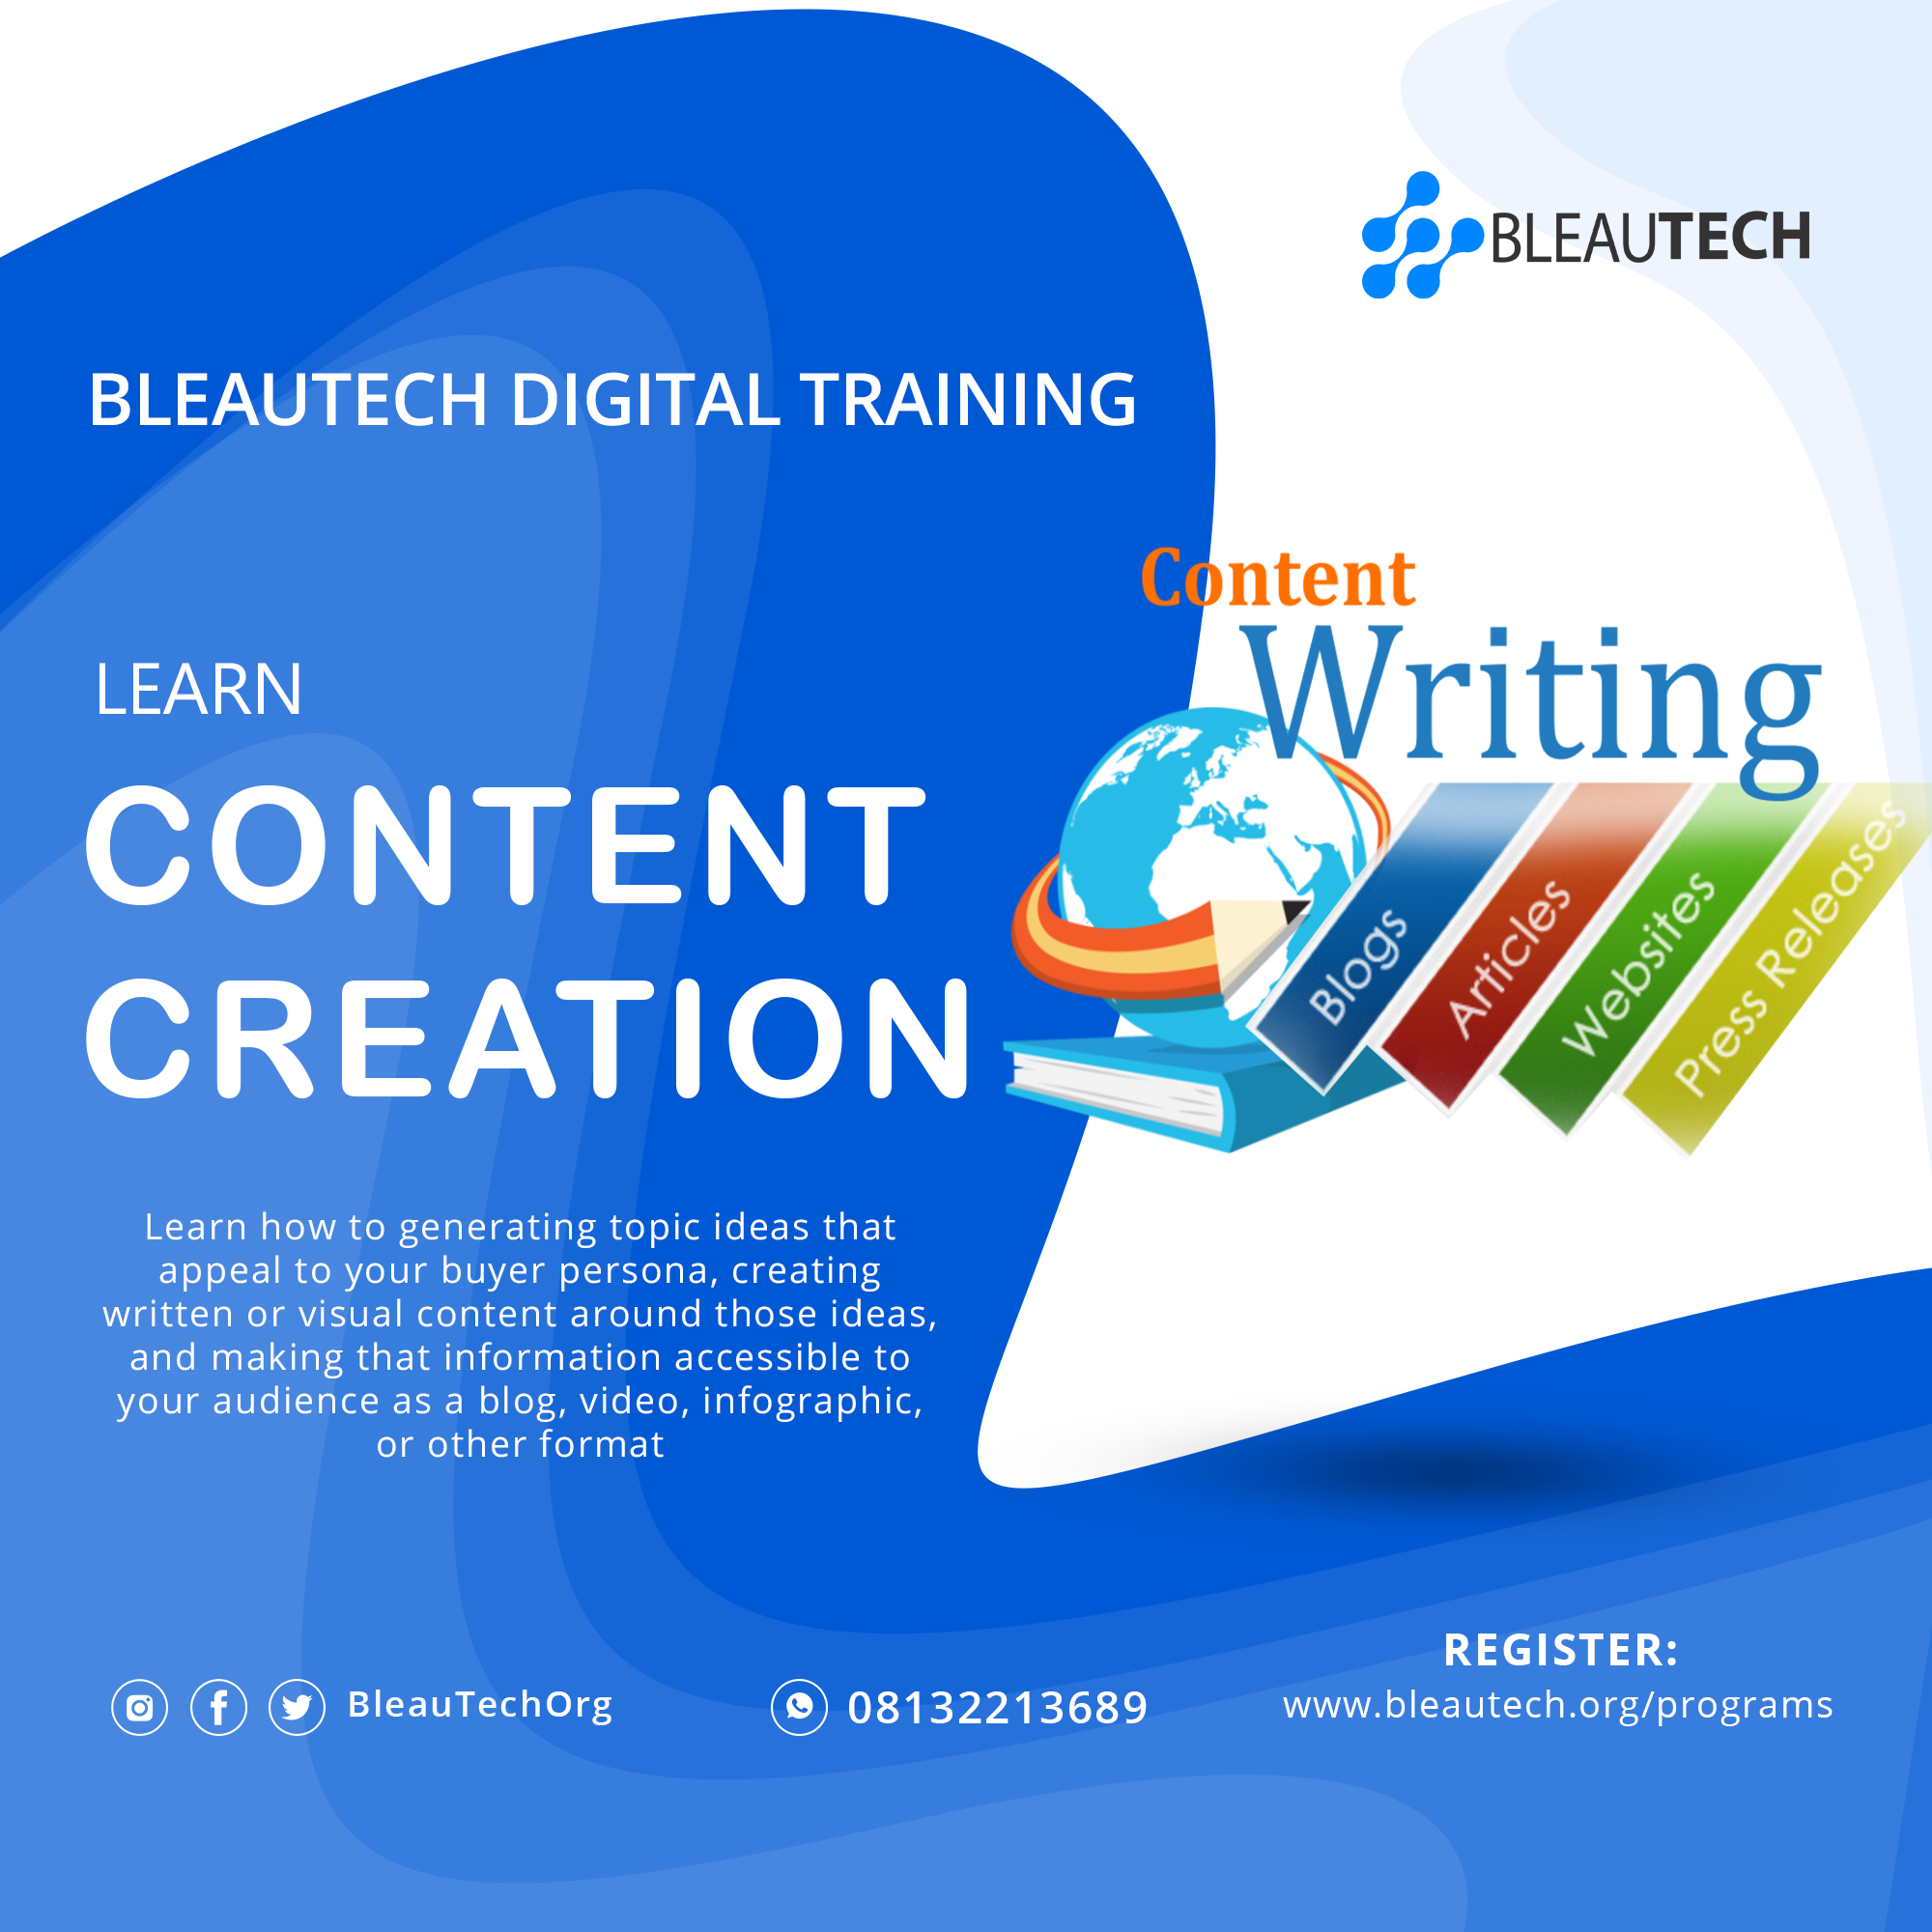 BLEAUTECH
BLEAUTECH DIGITAL TRAINING
Content
Writing
LEARN
CONTENT
CREATION
Blogs
Articles
Websites
Press Releases
Learn how to generating topic ideas that
appeal to your buyer persona, creating
written or visual content around those ideas,
and making that information accessible to
your audience as a blog, video, infographic,
or other format
BleauTechOrg
08132213689
REGISTER:
www.bleautech.org/programs